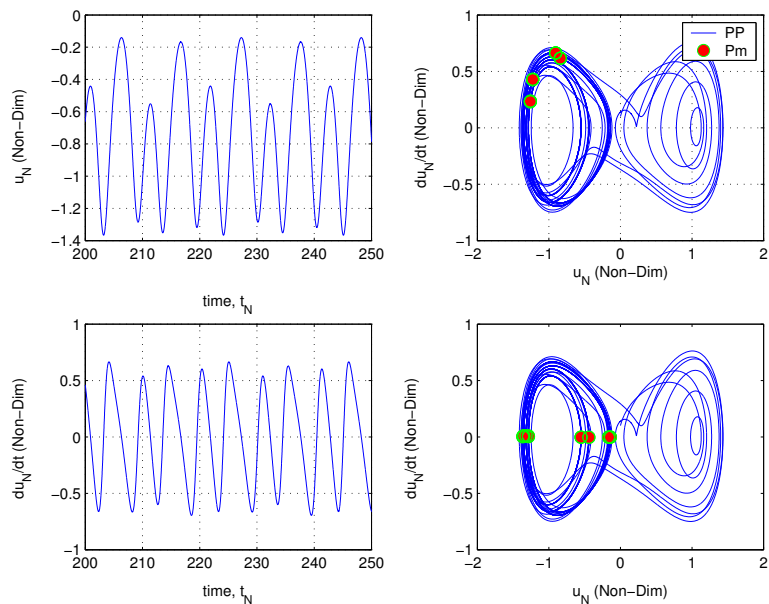 0
−0.2
−0.4
−0.6
−0.8
−1
−1.2
−1.4
u_N (Non−Dim)
200 210 220 230 240 250
time, t_N
1
0.5
0
−0.5
−1
du_N/dt (Non−Dim)
−2 −1 0 1 2
u_N (Non−Dim)
PP
Pm
1
0.5
0
−0.5
−1
du_N/dt (Non−Dim)
200 210 220 230 240 250
time, t_N
1
0.5
0
−0.5
−1
du_N/dt (Non−Dim)
−2 −1 0 1 2
u_N (Non−Dim)